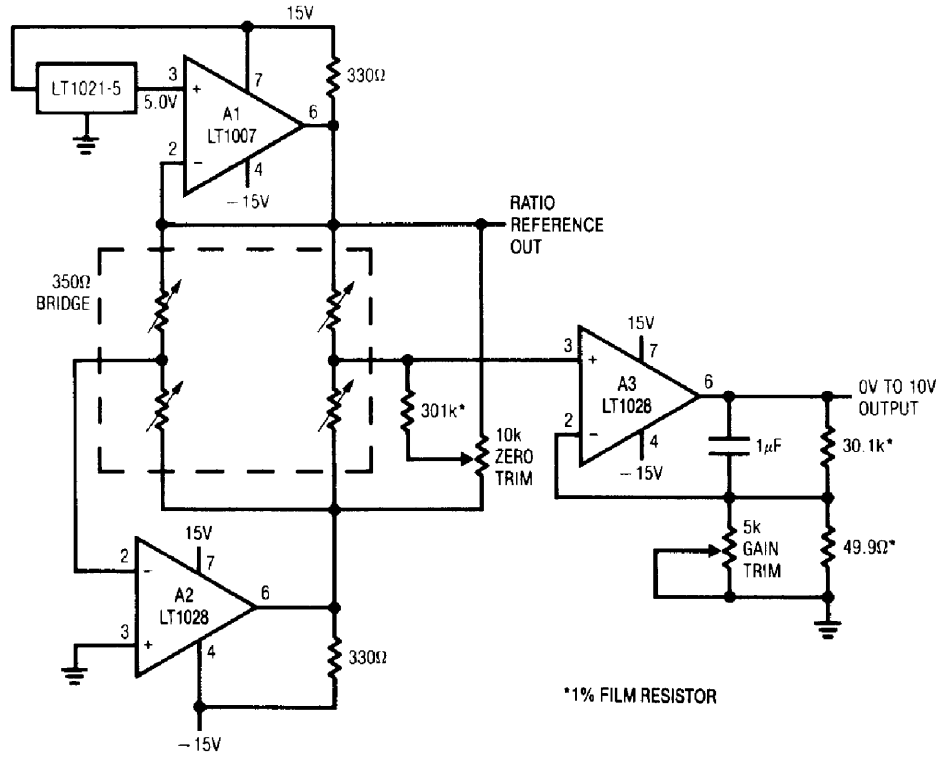 15V
330Ω
LT1021-5
5.0V
3
+
7
A1
LT1007
6
2
−
4
−15V
RATIO
REFERENCE
OUT
350Ω
BRIDGE
301k*
10k
ZERO
TRIM
15V
7
3
+
A3
LT1028
6
2
−
4
−15V
0V TO 10V
OUTPUT
1µF
30.1k*
5k
GAIN
TRIM
49.9Ω*
15V
7
2
−
A2
LT1028
6
3
+
4
330Ω
−15V
*1% FILM RESISTOR